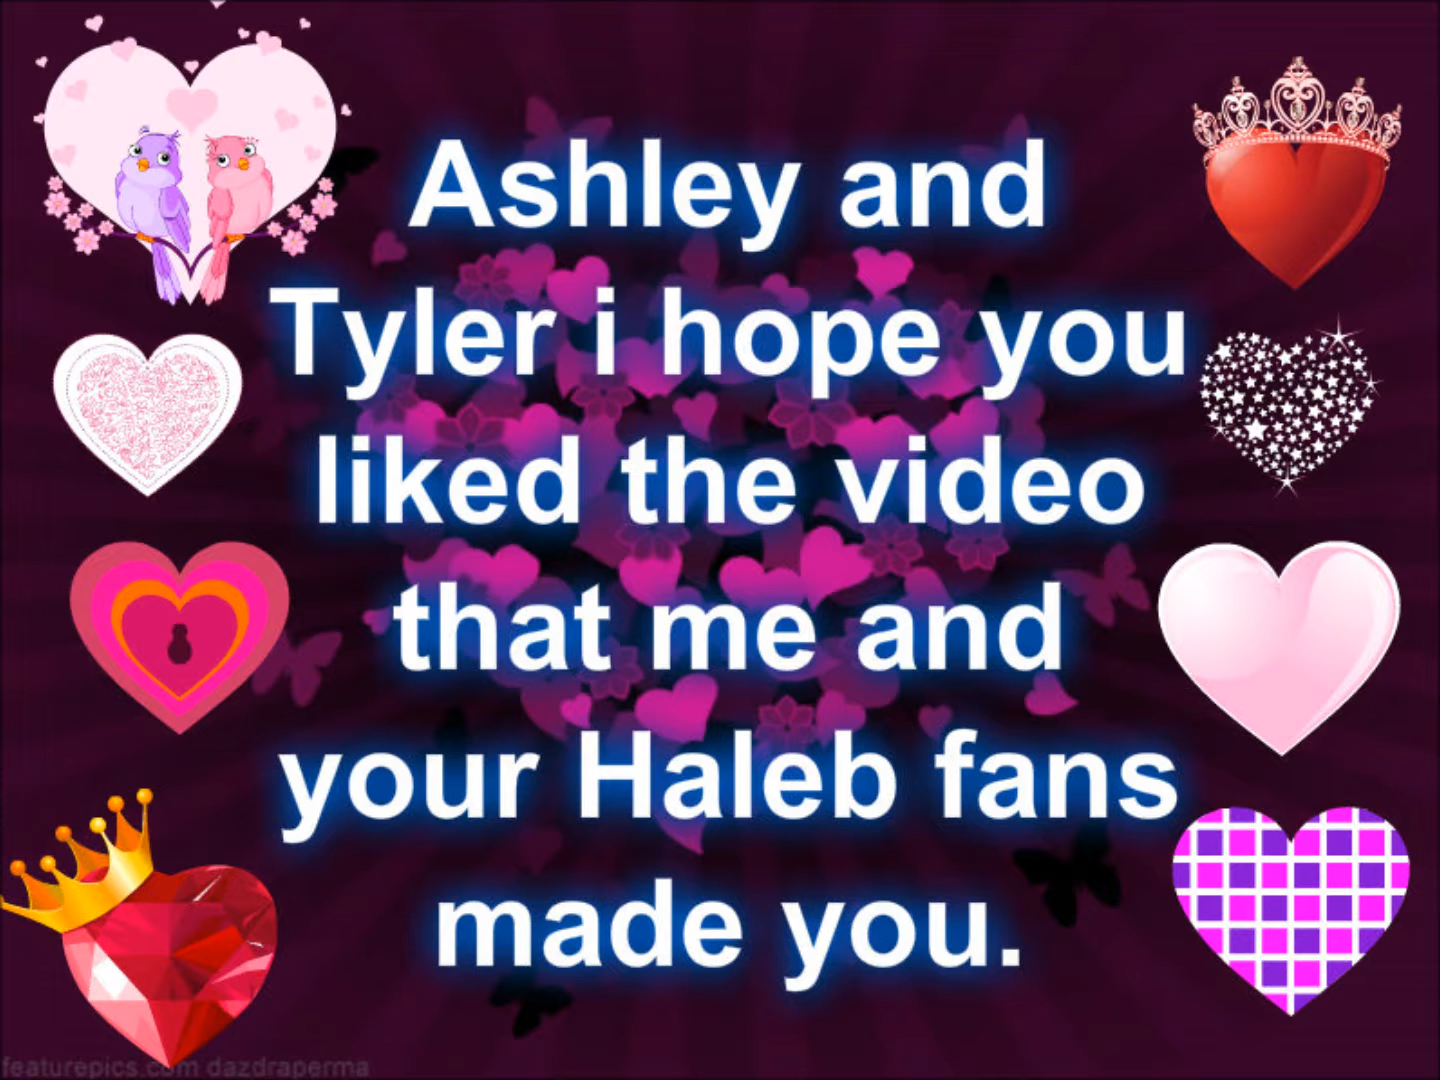 Ashley and
Tyler i hope you
liked the video
that me and
your Haleb fans
made you.
featurepics.com dazdraperma